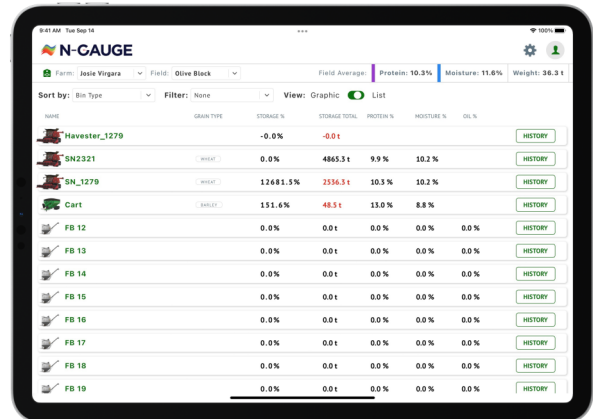 9:41 AM Tue Sep 14
100%
N-GAUGE
Farm: Josie Virgara Field: Olive Block Field Average: Protein: 10.3% Moisture: 11.6% Weight: 36.3 t
Sort by: Bin Type Filter: None View: Graphic List
NAME GRAIN TYPE STORAGE % STORAGE TOTAL PROTEIN % MOISTURE % OIL %
Havester_1279 -0.0% -0.0 t HISTORY
SN2321 WHEAT 0.0% 4865.3 t 9.9 % 10.2 % HISTORY
SN_1279 WHEAT 12681.5% 2536.3 t 10.3 % 10.2 % HISTORY
Cart BARLEY 151.6% 48.5 t 13.0 % 8.8 % HISTORY
FB 12 0.0% 0.0 t 0.0 % 0.0 % 0.0 % HISTORY
FB 13 0.0% 0.0 t 0.0 % 0.0 % 0.0 % HISTORY
FB 14 0.0% 0.0 t 0.0 % 0.0 % 0.0 % HISTORY
FB 15 0.0% 0.0 t 0.0 % 0.0 % 0.0 % HISTORY
FB 16 0.0% 0.0 t 0.0 % 0.0 % 0.0 % HISTORY
FB 17 0.0% 0.0 t 0.0 % 0.0 % 0.0 % HISTORY
FB 18 0.0% 0.0 t 0.0 % 0.0 % 0.0 % HISTORY
FB 19 0.0% 0.0 t 0.0 % 0.0 % 0.0 % HISTORY